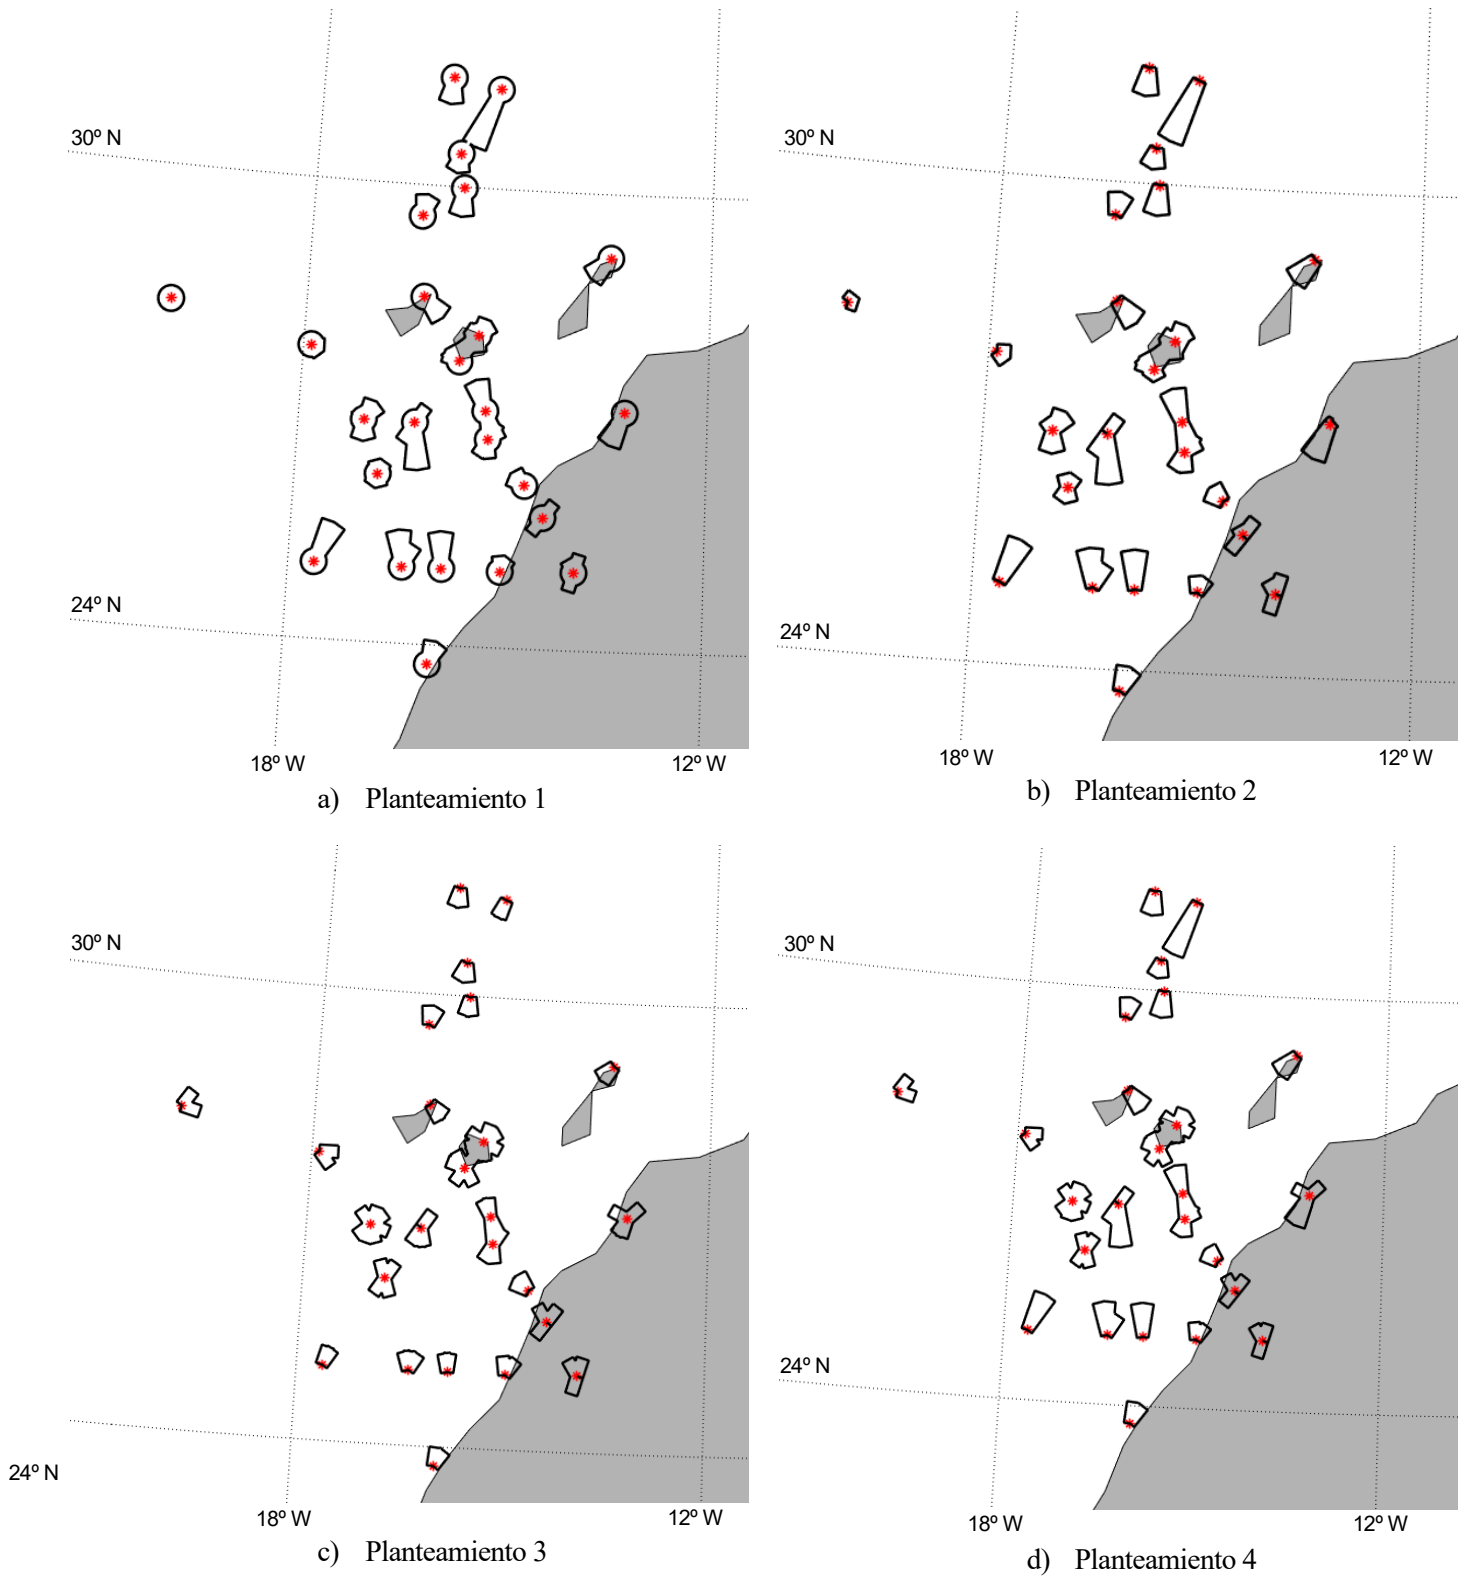 30º N
24º N
18º W
12º W
a) Planteamiento 1
30º N
24º N
18º W
12º W
b) Planteamiento 2
30º N
24º N
18º W
12º W
c) Planteamiento 3
30º N
24º N
18º W
12º W
d) Planteamiento 4